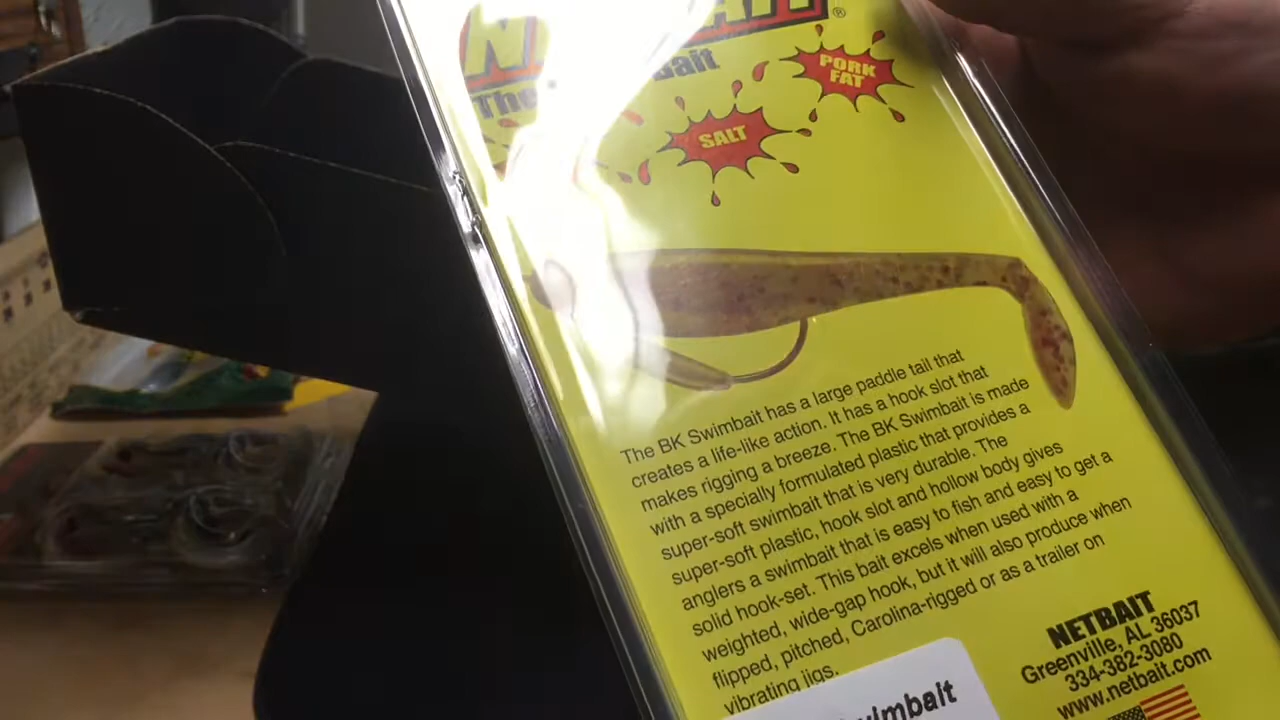 The Bait
PORK FAT
SALT
The BK Swimbait has a large paddle tail that
creates a life-like action. It has a hook slot that
makes rigging a breeze. The BK Swimbait is made
with a specially formulated plastic that provides a
super-soft swimbait that is very durable. The
super-soft plastic, hook slot and hollow body gives
anglers a swimbait that is easy to fish and easy to get a
solid hook-set. This bait excels when used with a
weighted, wide-gap hook, but it will also produce when
flipped, pitched, Carolina-rigged or as a trailer on
vibrating jigs.
NETBAIT
Greenville, AL 36037
334-382-3080
www.netbait.com